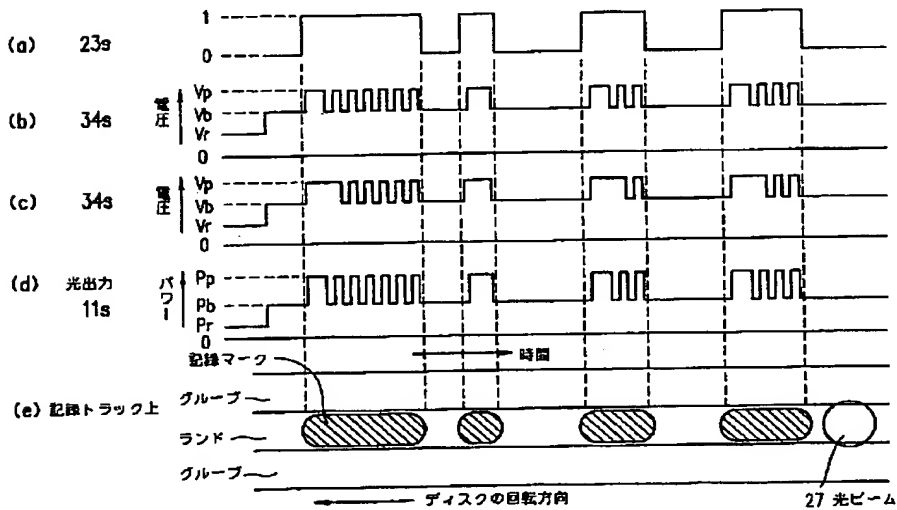 (a) 23s 1
0
(b) 34s 電圧 Vp
Vb
Vr
0
(c) 34s 電圧 Vp
Vb
Vr
0
(d) 光出力 11s パワー Pp
Pb
Pr
0
記録マーク 時間
(e) 記録トラック上 グルーブ
ランド
グルーブ
ディスクの回転方向 27 光ビーム